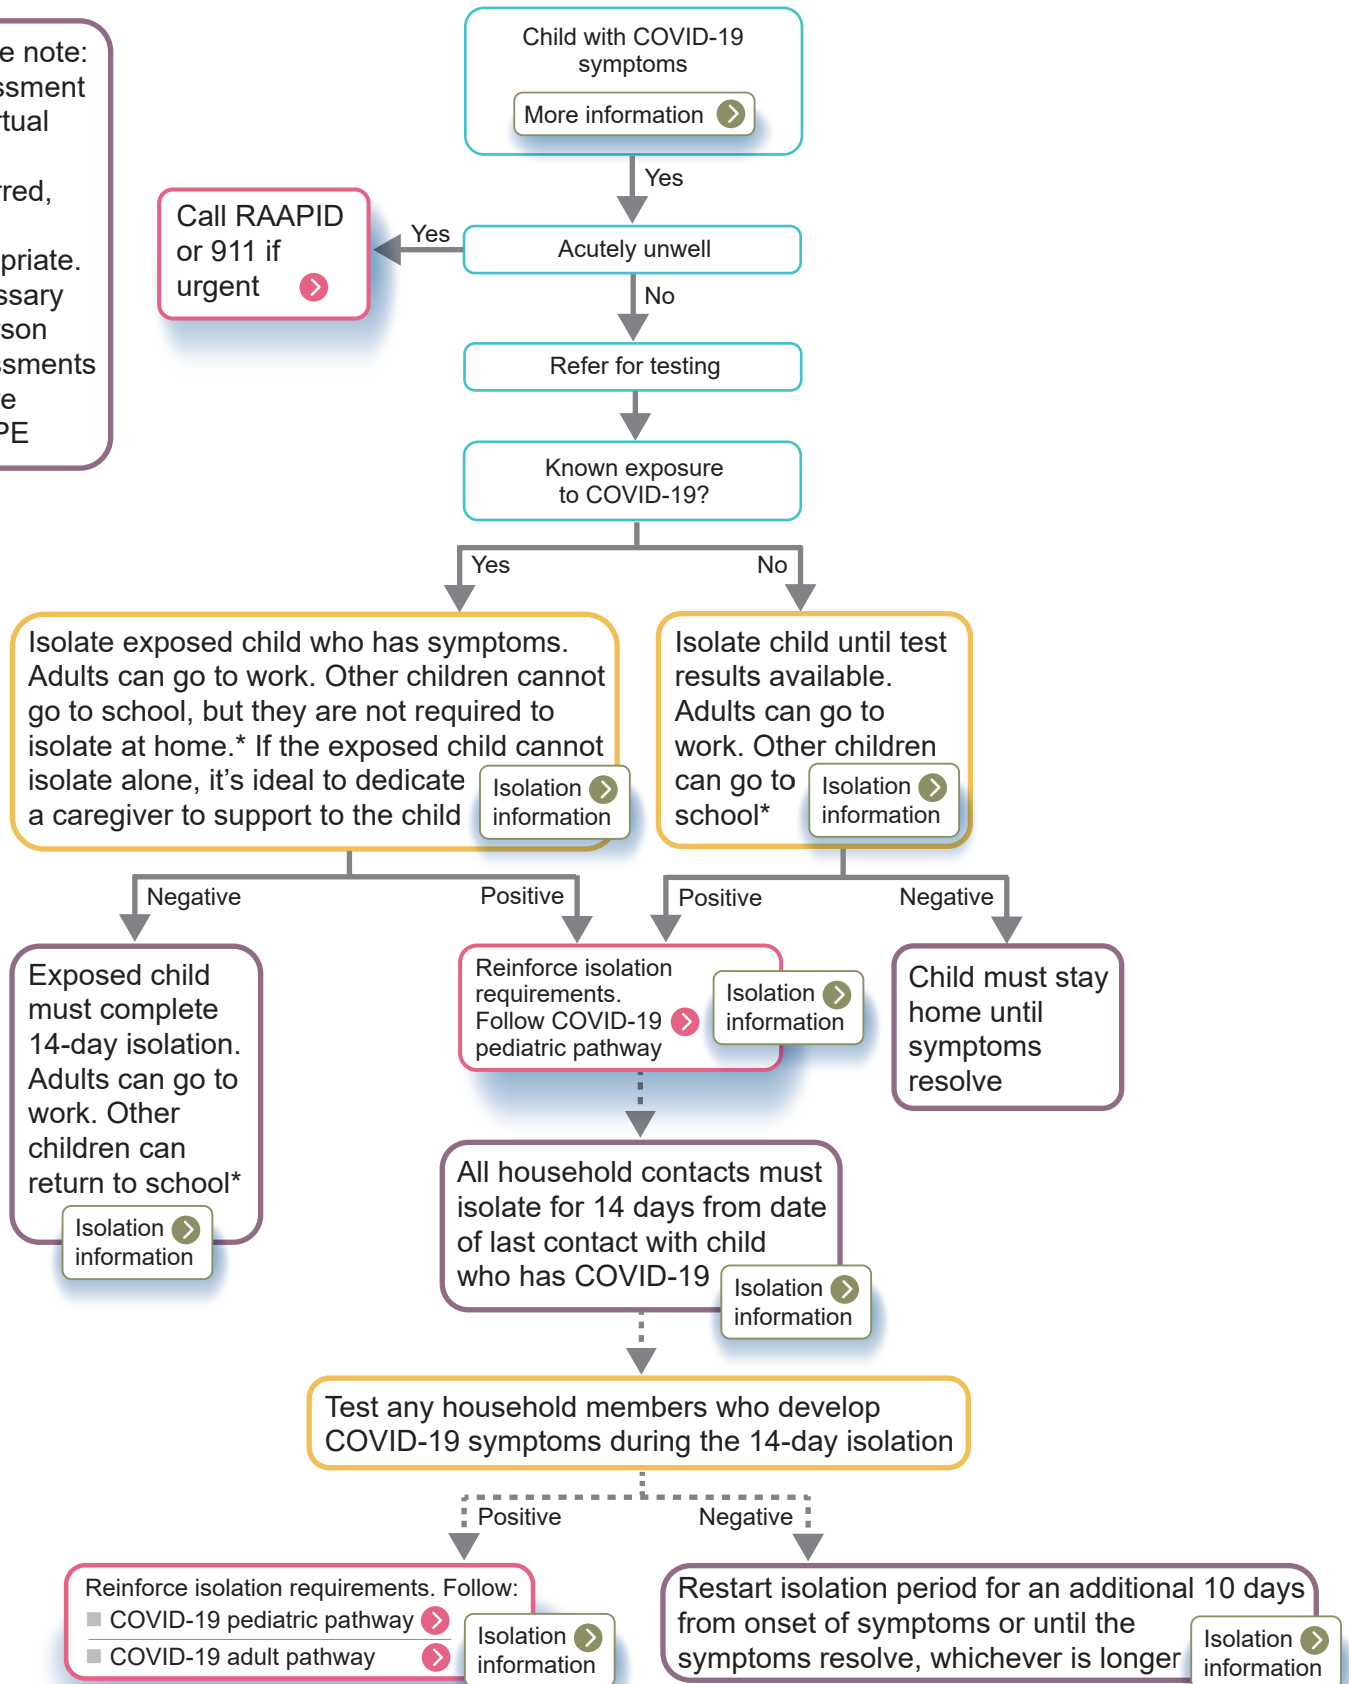 e note:
ssment
rtual
rred,
priate.
ssary
rson
ssments
e
PE
Child with COVID-19
symptoms
More information
Yes
Call RAAPID
or 911 if
urgent
Yes
Acutely unwell
No
Refer for testing
Known exposure
to COVID-19?
Yes
No
Isolate exposed child who has symptoms.
Adults can go to work. Other children cannot
go to school, but they are not required to
isolate at home.* If the exposed child cannot
isolate alone, it’s ideal to dedicate
a caregiver to support to the child
Isolation
information
Isolate child until test
results available.
Adults can go to
work. Other children
can go to
school*
Isolation
information
Negative
Positive
Positive
Negative
Exposed child
must complete
14-day isolation.
Adults can go to
work. Other
children can
return to school*
Isolation
information
Reinforce isolation
requirements.
Follow COVID-19
pediatric pathway
Isolation
information
Child must stay
home until
symptoms
resolve
All household contacts must
isolate for 14 days from date
of last contact with child
who has COVID-19
Isolation
information
Test any household members who develop
COVID-19 symptoms during the 14-day isolation
Positive
Negative
Reinforce isolation requirements. Follow:
COVID-19 pediatric pathway
COVID-19 adult pathway
Isolation
information
Restart isolation period for an additional 10 days
from onset of symptoms or until the
symptoms resolve, whichever is longer
Isolation
information